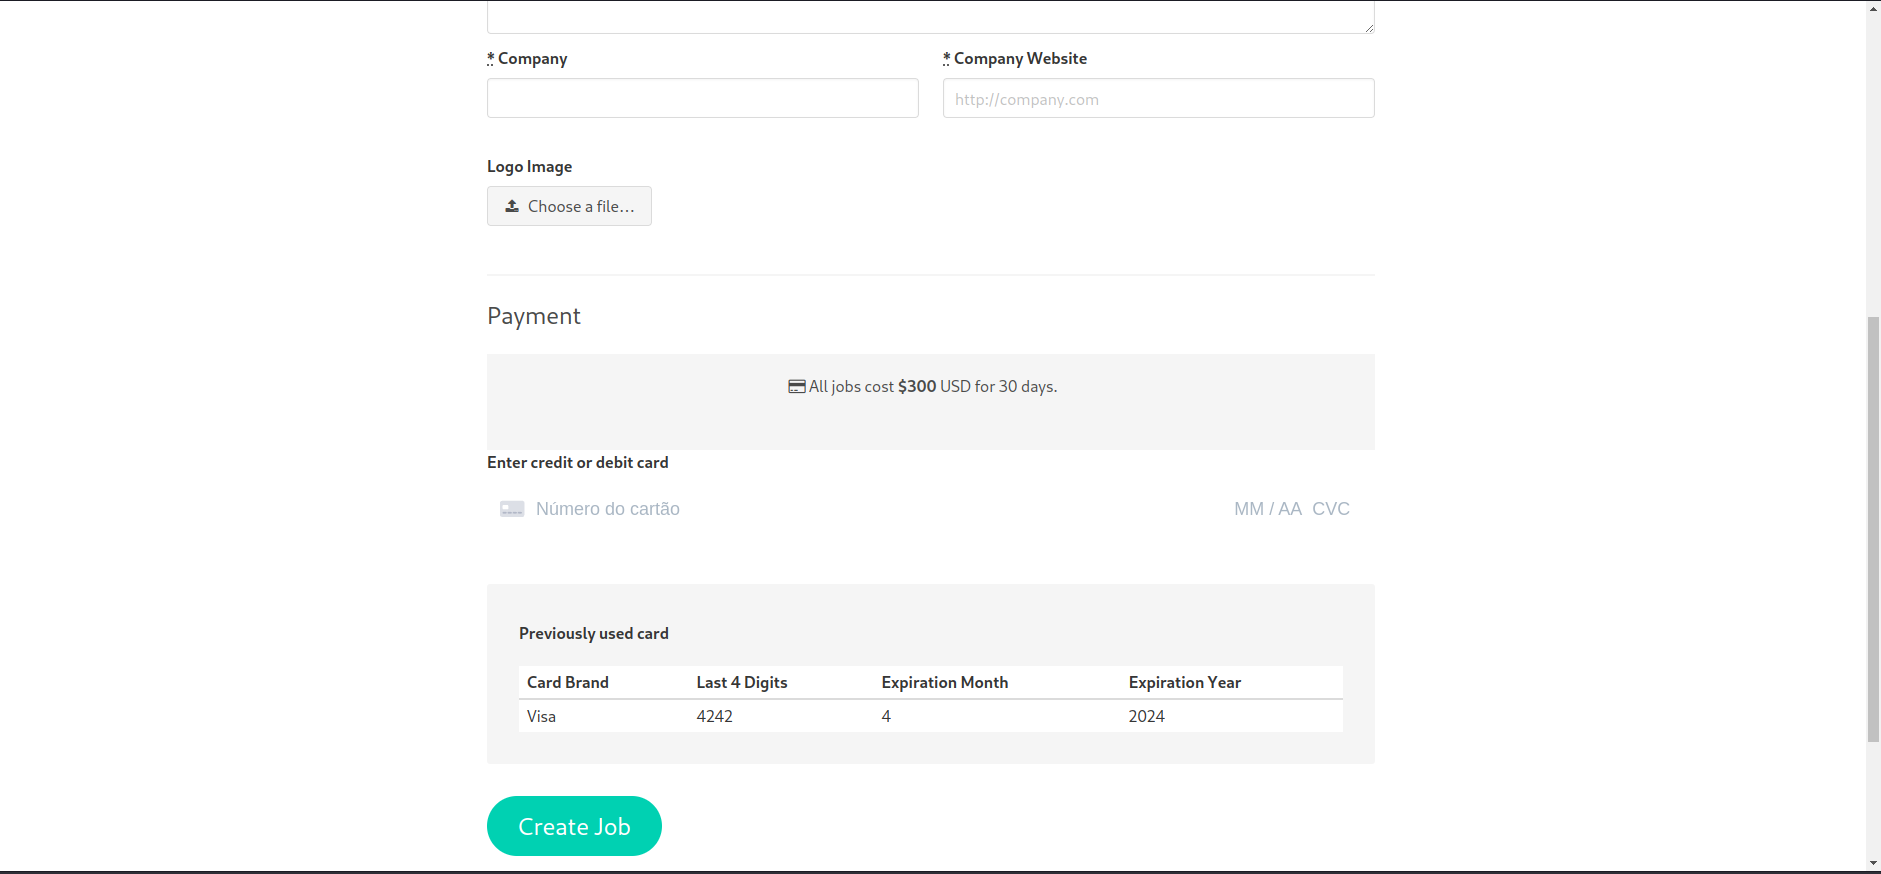 * Company
* Company Website
http://company.com
Logo Image
Choose a file…
Payment
All jobs cost $300 USD for 30 days.
Enter credit or debit card
Número do cartão
MM / AA CVC
Previously used card
Card Brand Last 4 Digits Expiration Month Expiration Year
Visa 4242 4 2024
Create Job